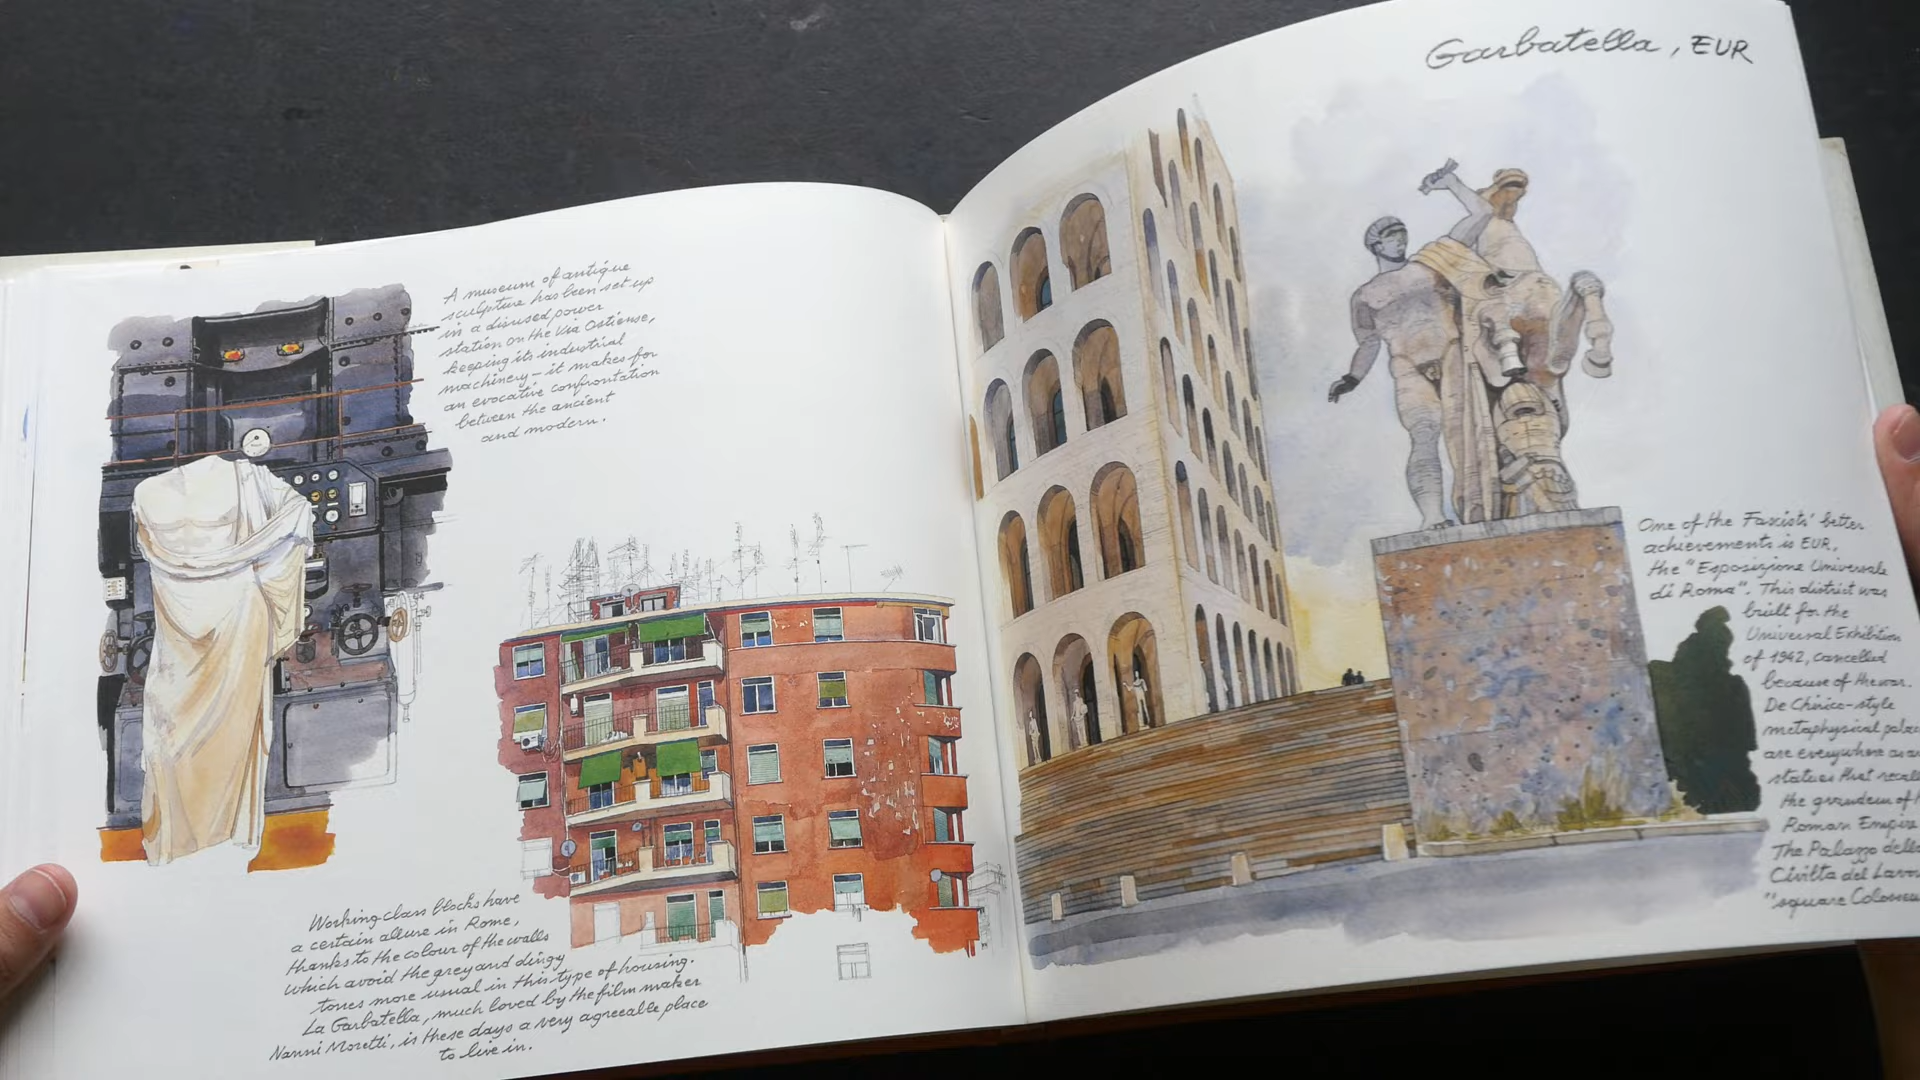 A museum of antique
sculpture has been set up
in a disused power
station on the Via Ostiense,
keeping its industrial
machinery – it makes for
an evocative confrontation
between the ancient
and modern.
Working class blocks have
a certain allure in Rome,
thanks to the colour of the walls
which avoid the grey and dingy
tones more usual in this type of housing.
La Garbatella, much loved by the film maker
Nanni Moretti, is these days a very agreeable place
to live in.
Garbatella, EUR
One of the Fascists' better
achievements is EUR,
the "Esposizione Universale
di Roma". This district was
built for the
Universal Exhibition
of 1942, cancelled
because of the war.
De Chirico-style
metaphysical
are everywhere as
statues that recall
the grandeur of
Roman Empire
The Palazzo della
Civiltà del
"square